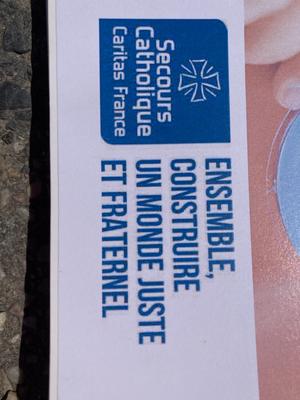 Secours
Catholique
Caritas France
ENSEMBLE,
CONSTRUIRE
UN MONDE JUSTE
ET FRATERNEL